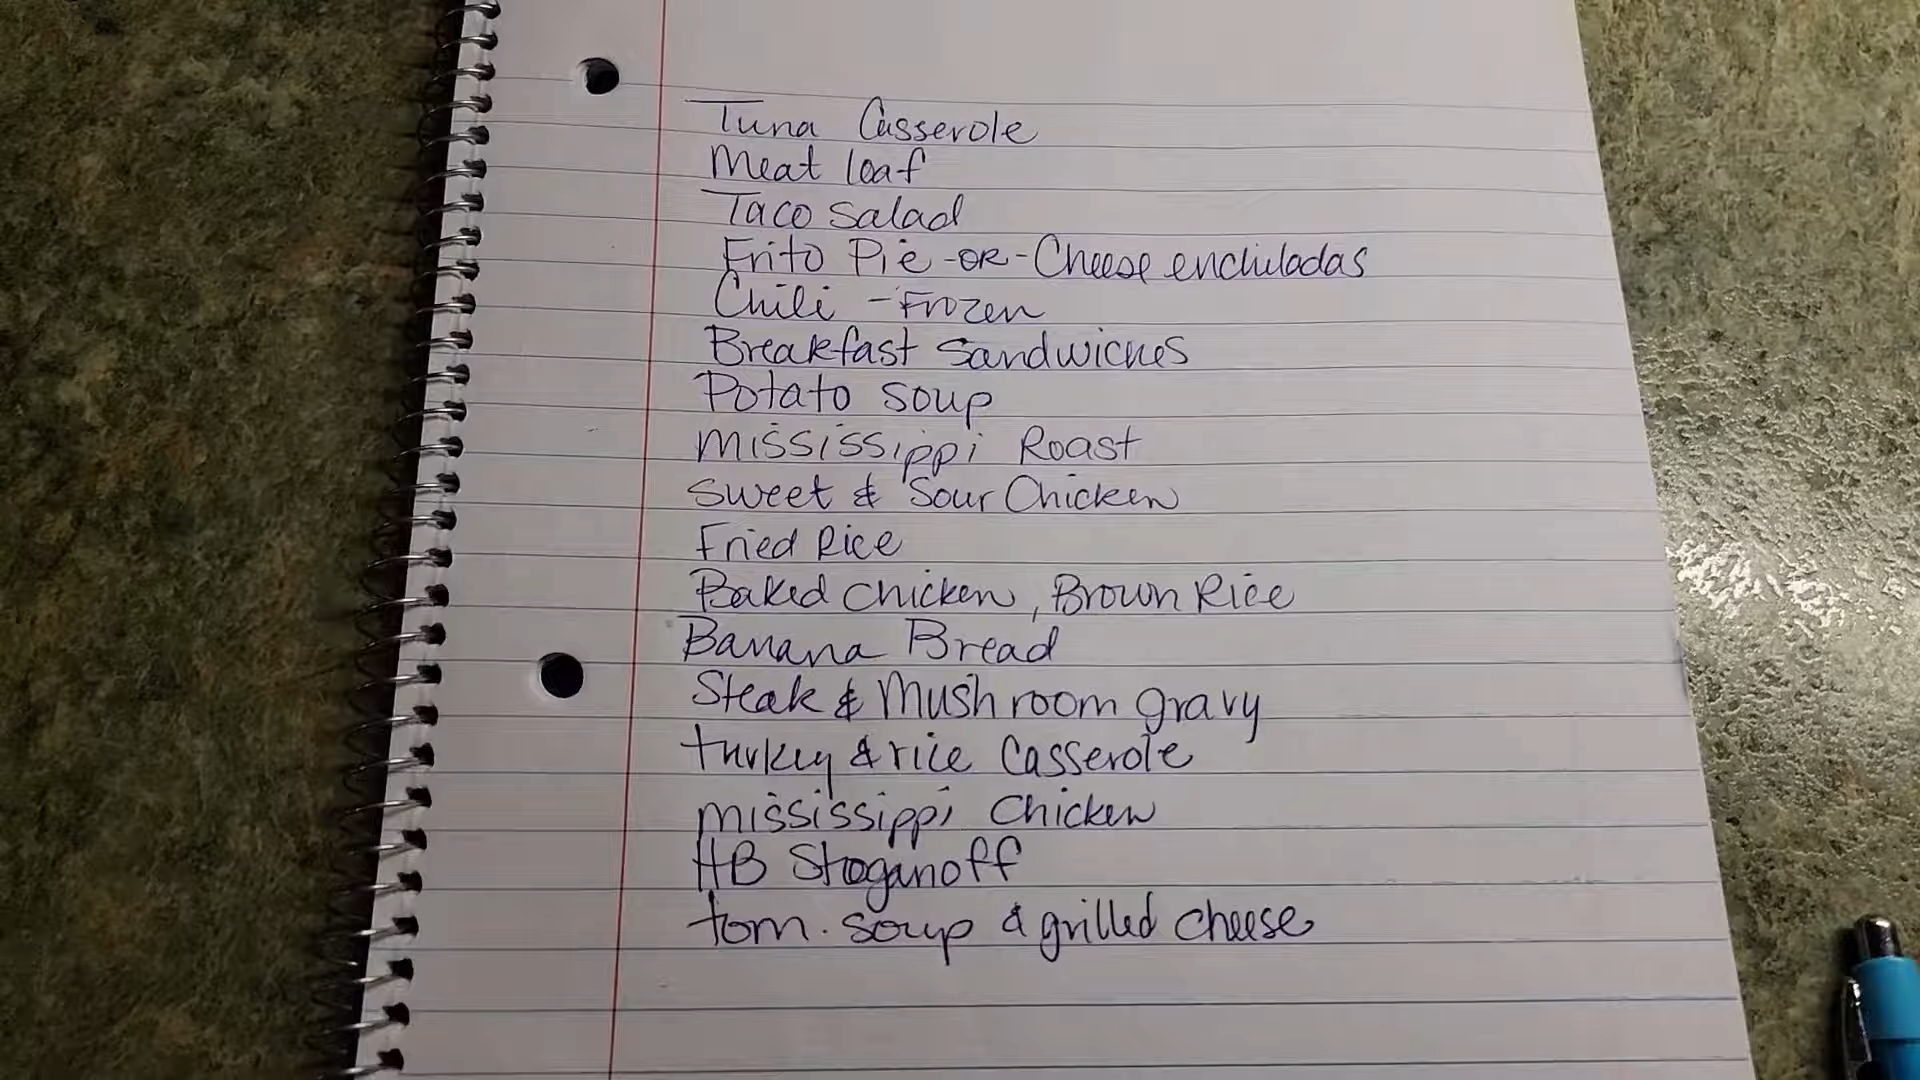 Tuna Casserole
Meat loaf
Taco Salad
Frito Pie -OR- Cheese enchiladas
Chili - Frozen
Breakfast Sandwiches
Potato soup
Mississippi Roast
Sweet & Sour Chicken
Fried Rice
Baked chicken, Brown Rice
Banana Bread
Steak & Mushroom gravy
turkey & rice Casserole
Mississippi Chicken
HB Stroganoff
tom. soup & grilled cheese